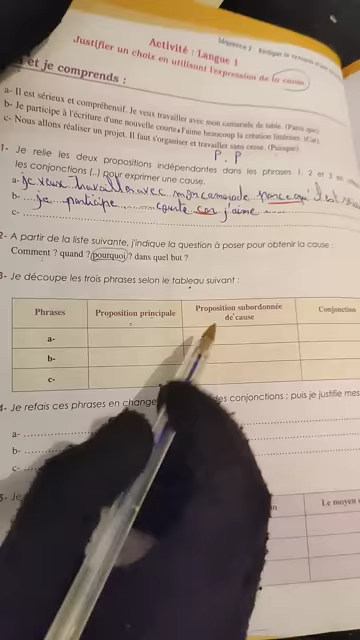 Séquence 2
Activité : Langue 1
Justifier un choix en utilisant l'expression de la cause
et je comprends :
a- Il est sérieux et compréhensif. Je veux travailler avec mon camarade de table. (Parce que)
b- Je participe à l'écriture d'une nouvelle courte. J'aime beaucoup la création littéraire. (Car)
c- Nous allons réaliser un projet. Il faut s'organiser et travailler sans cesse. (Puisque)
P. P
1- Je relie les deux propositions indépendantes dans les phrases 1, 2 et 3
les conjonctions (..) pour exprimer une cause.
a- Je veux travailler avec mon camarade parce qu'il est
b- .... Je participe ........ courte car j'aime ....
c-
2- A partir de la liste suivante, j'indique la question à poser pour obtenir la cause :
Comment ? quand ? pourquoi ? dans quel but ?
3- Je découpe les trois phrases selon le tableau suivant :
Phrases Proposition principale Proposition subordonnée de cause Conjonction
a-
b-
c-
4- Je refais ces phrases en change des conjonctions ; puis je justifie mes
a-
b-
c-
5- Je
Le moyen